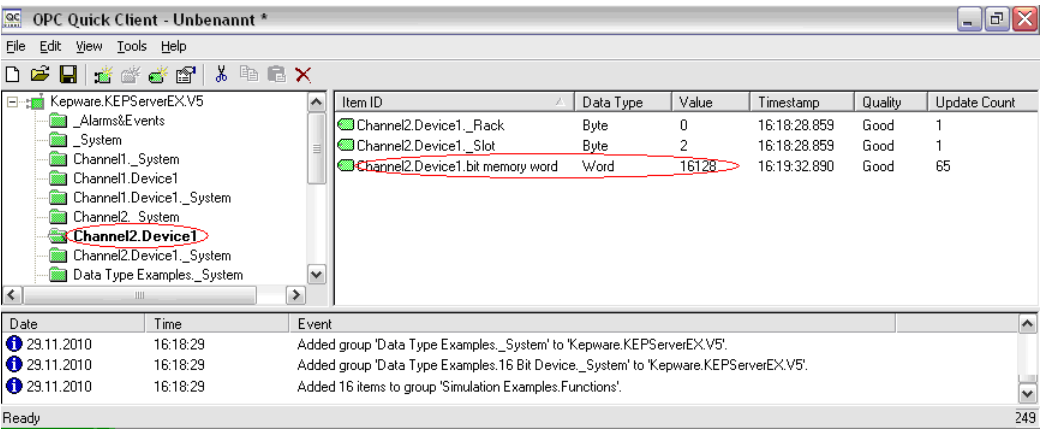 OPC Quick Client - Unbenannt *
File Edit View Tools Help
Kepware.KEPServerEX.V5
_Alarms&Events
_System
Channel1._System
Channel1.Device1
Channel1.Device1._System
Channel2._System
Channel2.Device1
Channel2.Device1._System
Data Type Examples._System
Item ID Data Type Value Timestamp Quality Update Count
Channel2.Device1._Rack Byte 0 16:18:28.859 Good 1
Channel2.Device1._Slot Byte 2 16:18:28.859 Good 1
Channel2.Device1.bit memory word Word 16128 16:19:32.890 Good 65
Date Time Event
29.11.2010 16:18:29 Added group 'Data Type Examples._System' to 'Kepware.KEPServerEX.V5'.
29.11.2010 16:18:29 Added group 'Data Type Examples.16 Bit Device._System' to 'Kepware.KEPServerEX.V5'.
29.11.2010 16:18:29 Added 16 items to group 'Simulation Examples.Functions'.
Ready 249